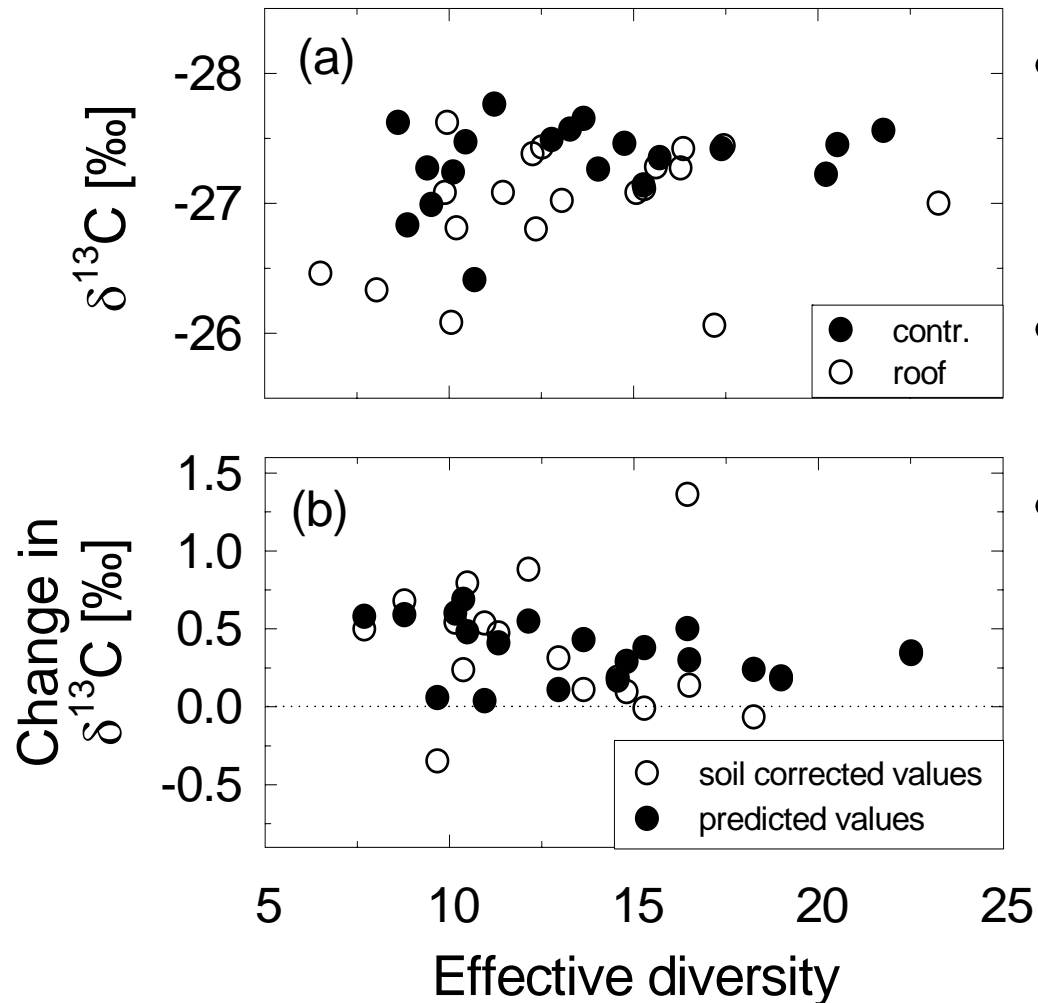 (a)
-28
-27
-26
δ¹³C [‰]
contr.
roof
(b)
1.5
1.0
0.5
0.0
-0.5
Change in
δ¹³C [‰]
soil corrected values
predicted values
5 10 15 20 25
Effective diversity